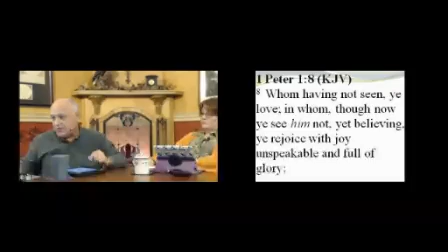 1 Peter 1:8 (KJV)
8 Whom having not seen, ye
love; in whom, though now
ye see him not, yet believing,
ye rejoice with joy
unspeakable and full of
glory;